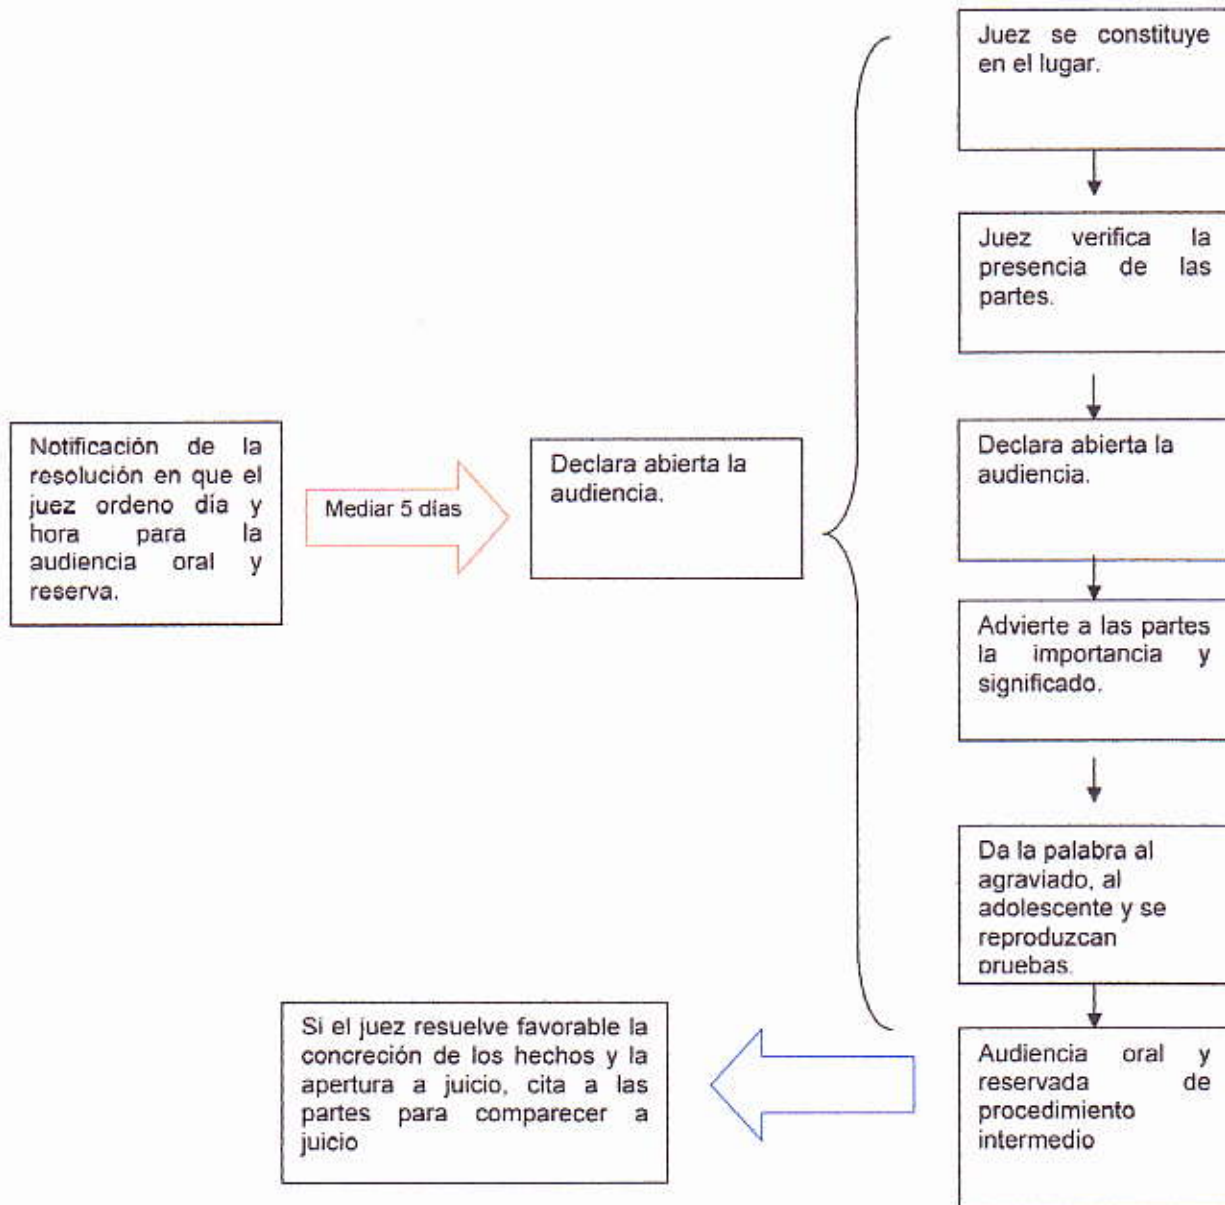 Notificación de la
resolución en que el
juez ordeno día y
hora para la
audiencia oral y
reserva.
Mediar 5 días
Declara abierta la
audiencia.
Juez se constituye
en el lugar.
Juez verifica la
presencia de las
partes.
Declara abierta la
audiencia.
Advierte a las partes
la importancia y
significado.
Da la palabra al
agraviado, al
adolescente y se
reproduzcan
pruebas.
Audiencia oral y
reservada de
procedimiento
intermedio
Si el juez resuelve favorable la
concreción de los hechos y la
apertura a juicio, cita a las
partes para comparecer a
juicio